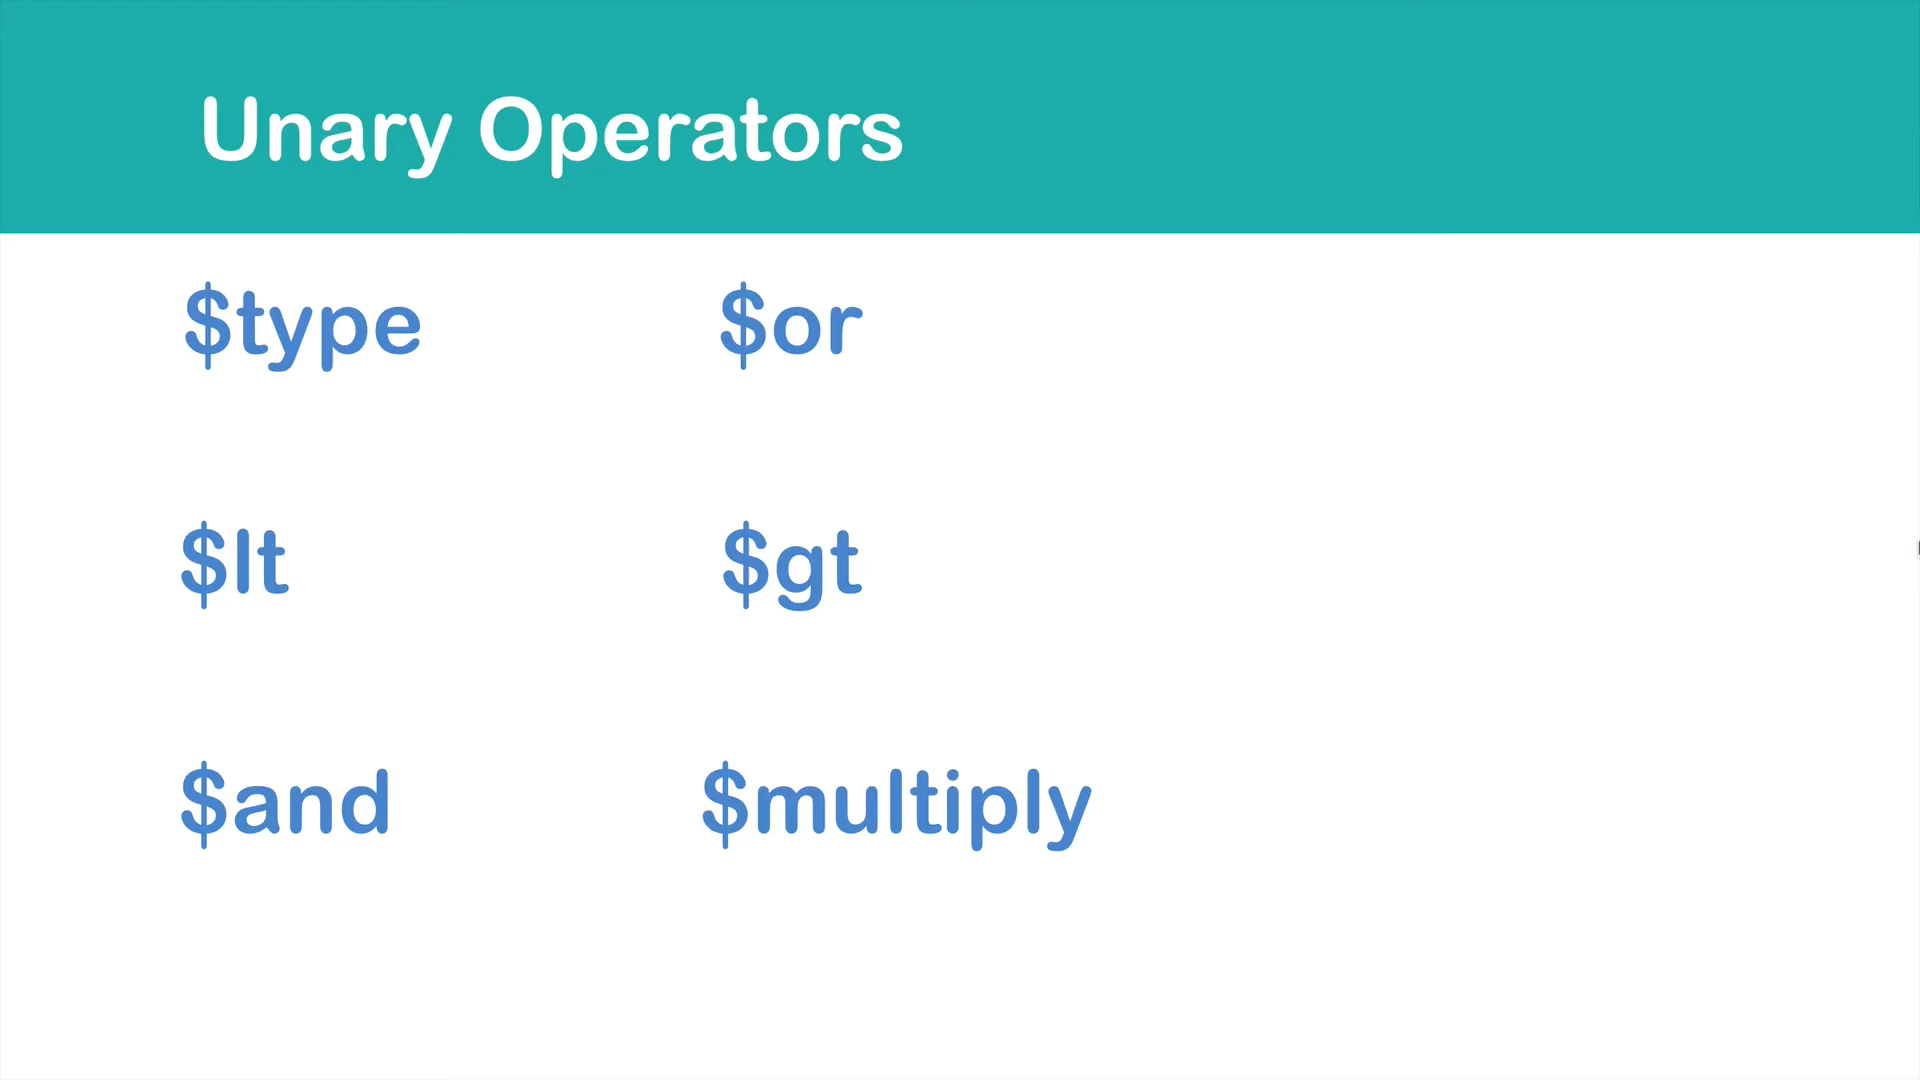 Unary Operators
$type $or
$lt $gt
$and $multiply